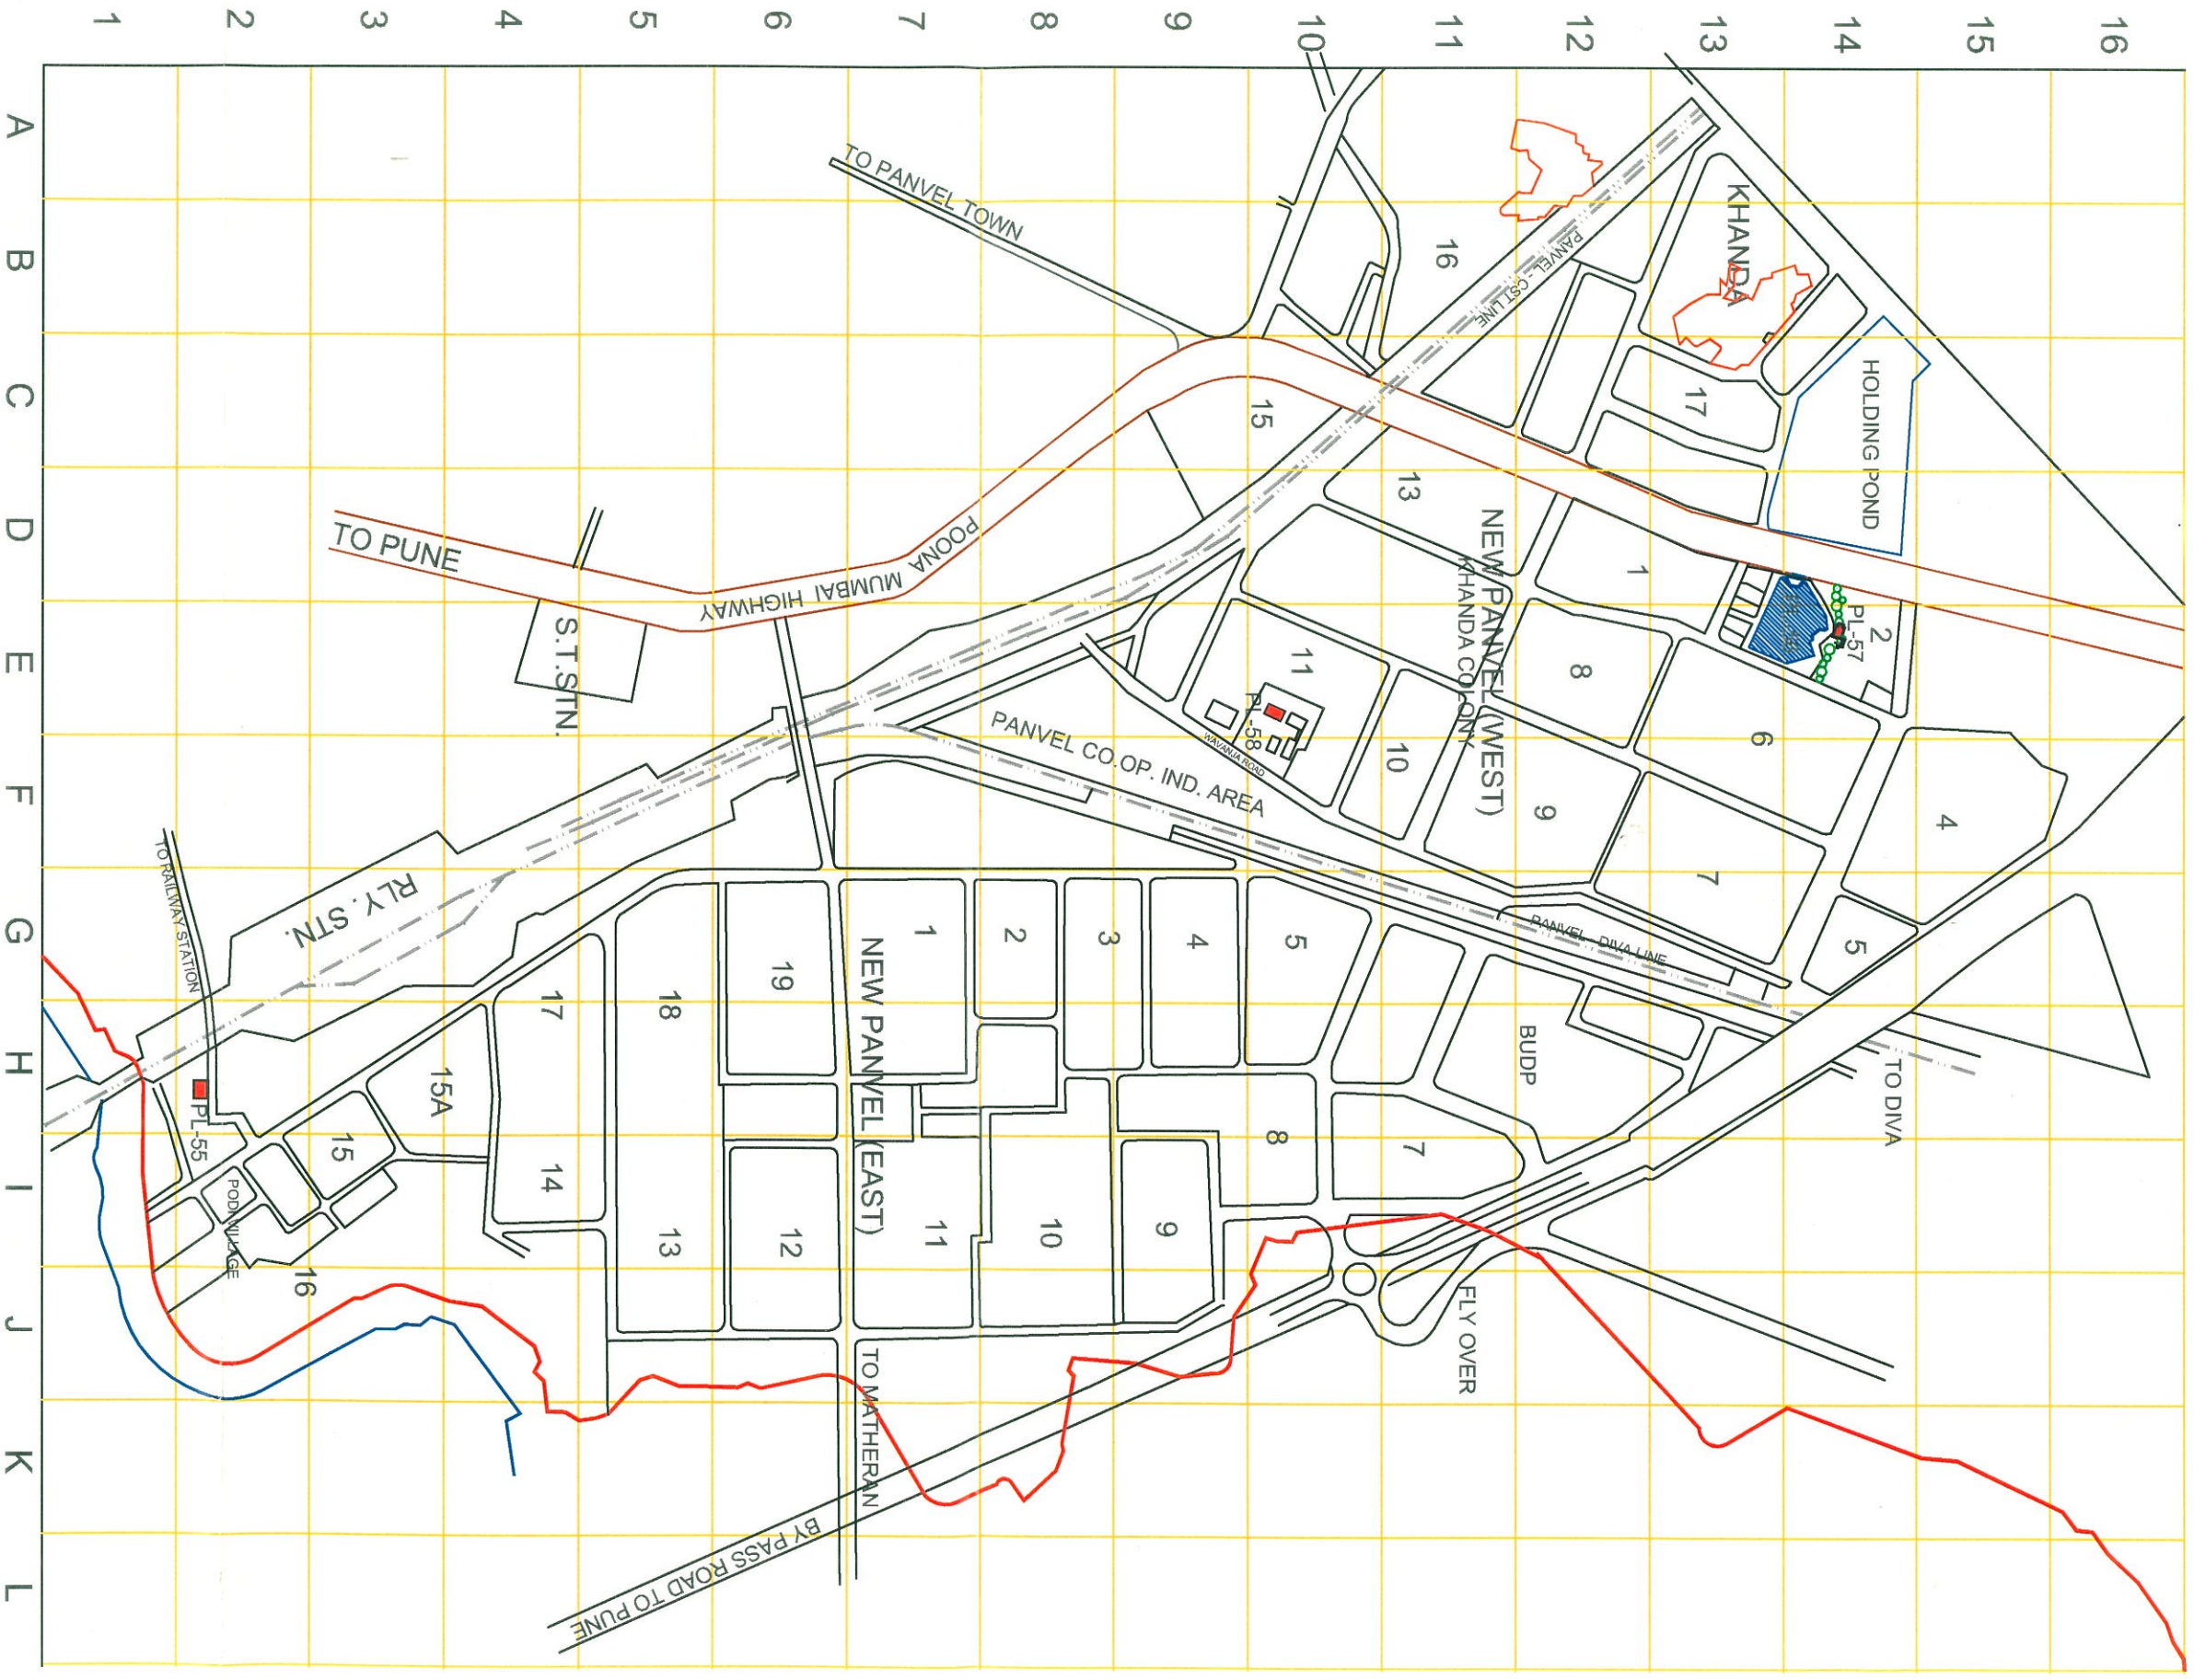 1 2 3 4 5 6 7 8 9 10 11 12 13 14 15 16
A
B
C
D
E
F
G
H
I
J
K
L
TO PANVEL TOWN
16
PANVEL - CST LINE
KHANDA
17
HOLDING POND
15
13
NEW PANVEL (WEST)
KHANDA COLONY
1
2
PL-57
TO PUNE
POONA MUMBAI HIGHWAY
S.T.STN.
11
PL-58
WAVANJA ROAD
8
10
9
6
7
4
5
PANVEL CO.OP. IND. AREA
PANVEL - DIVA LINE
TO RAILWAY STATION
RLY. STN.
NEW PANVEL (EAST)
1
2
3
4
5
19
18
17
BUDP
TO DIVA
15A
15
PL-55
PODI VILLAGE
16
14
13
12
11
10
9
8
7
FLY OVER
TO MATHERAN
BY PASS ROAD TO PUNE